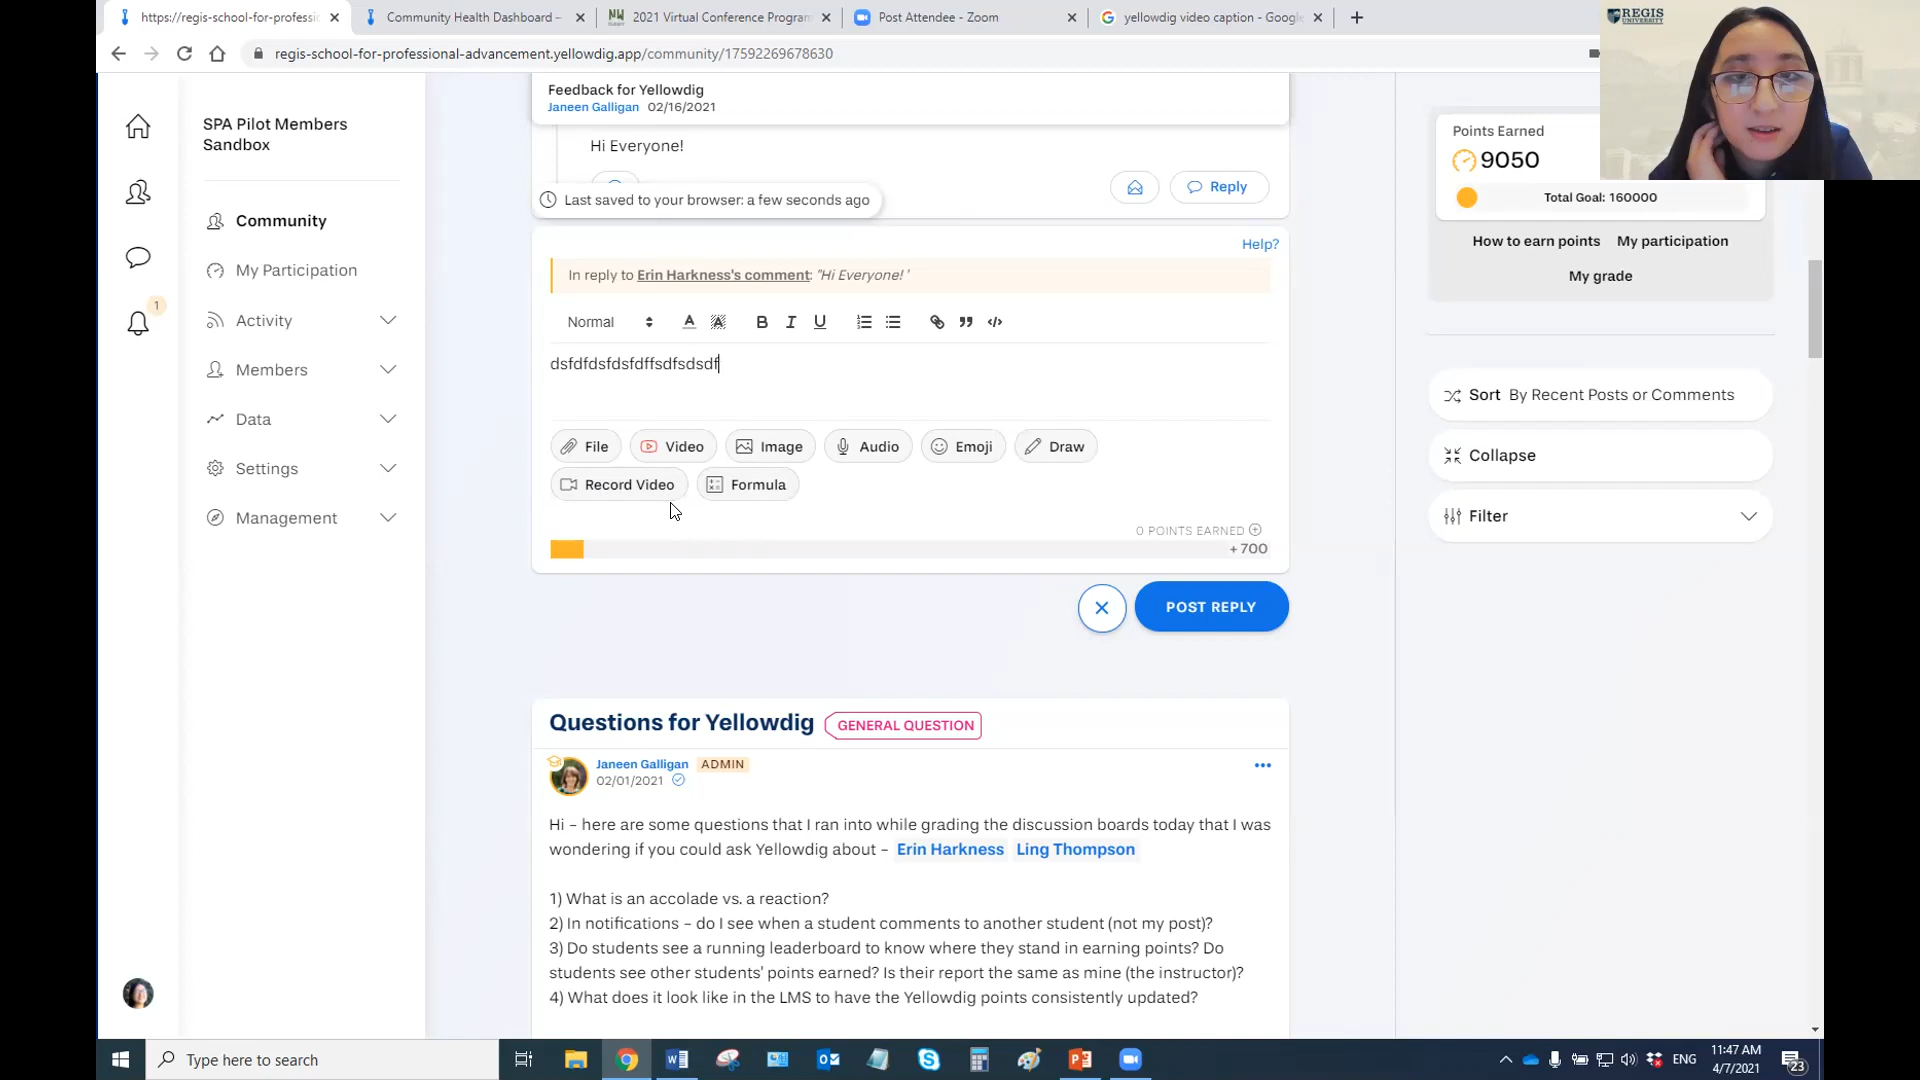 https://regis-school-for-professi
Community Health Dashboard –
2021 Virtual Conference Program
Post Attendee - Zoom
yellowdig video caption - Google
regis-school-for-professional-advancement.yellowdig.app/community/17592269678630
REGIS
UNIVERSITY
SPA Pilot Members
Sandbox
Community
My Participation
Activity
Members
Data
Settings
Management
1
Feedback for Yellowdig
Janeen Galligan 02/16/2021
Hi Everyone!
Reply
Last saved to your browser: a few seconds ago
Help?
In reply to Erin Harkness's comment: "Hi Everyone! '
Normal
A A B I U
dsfdfdsfdsfdffsdfsdsdf
File Video Image Audio Emoji Draw
Record Video Formula
0 POINTS EARNED
+ 700
POST REPLY
Questions for Yellowdig GENERAL QUESTION
Janeen Galligan ADMIN
02/01/2021
Hi - here are some questions that I ran into while grading the discussion boards today that I was
wondering if you could ask Yellowdig about - Erin Harkness Ling Thompson
1) What is an accolade vs. a reaction?
2) In notifications - do I see when a student comments to another student (not my post)?
3) Do students see a running leaderboard to know where they stand in earning points? Do
students see other students' points earned? Is their report the same as mine (the instructor)?
4) What does it look like in the LMS to have the Yellowdig points consistently updated?
Points Earned
9050
Total Goal: 160000
How to earn points My participation
My grade
Sort By Recent Posts or Comments
Collapse
Filter
Type here to search
ENG
11:47 AM
4/7/2021
23